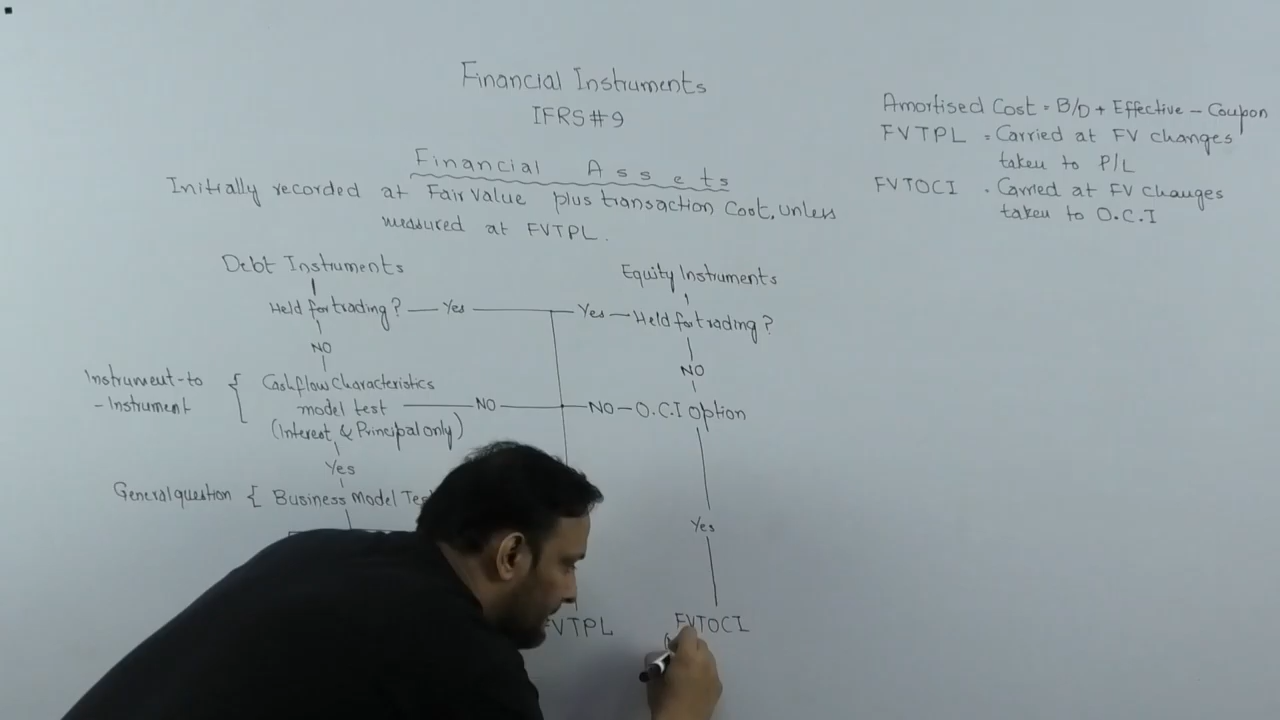 Financial Instruments
IFRS#9
Financial Assets
Initially recorded at Fair Value plus transaction Cost, unless
measured at FVTPL.
Amortised Cost = B/D + Effective - Coupon
FVTPL = Carried at FV changes
taken to P/L
FVTOCI = Carried at FV changes
taken to O.C.I
Debt Instruments
Equity Instruments
Held for trading? Yes
Yes Held for trading?
NO
NO
Instrument-to
-Instrument
Cashflow Characteristics
model test NO
(Interest & Principal only)
NO O.C.I Option
Yes
General question { Business Model
Yes
FVTPL
FVTOCI
(